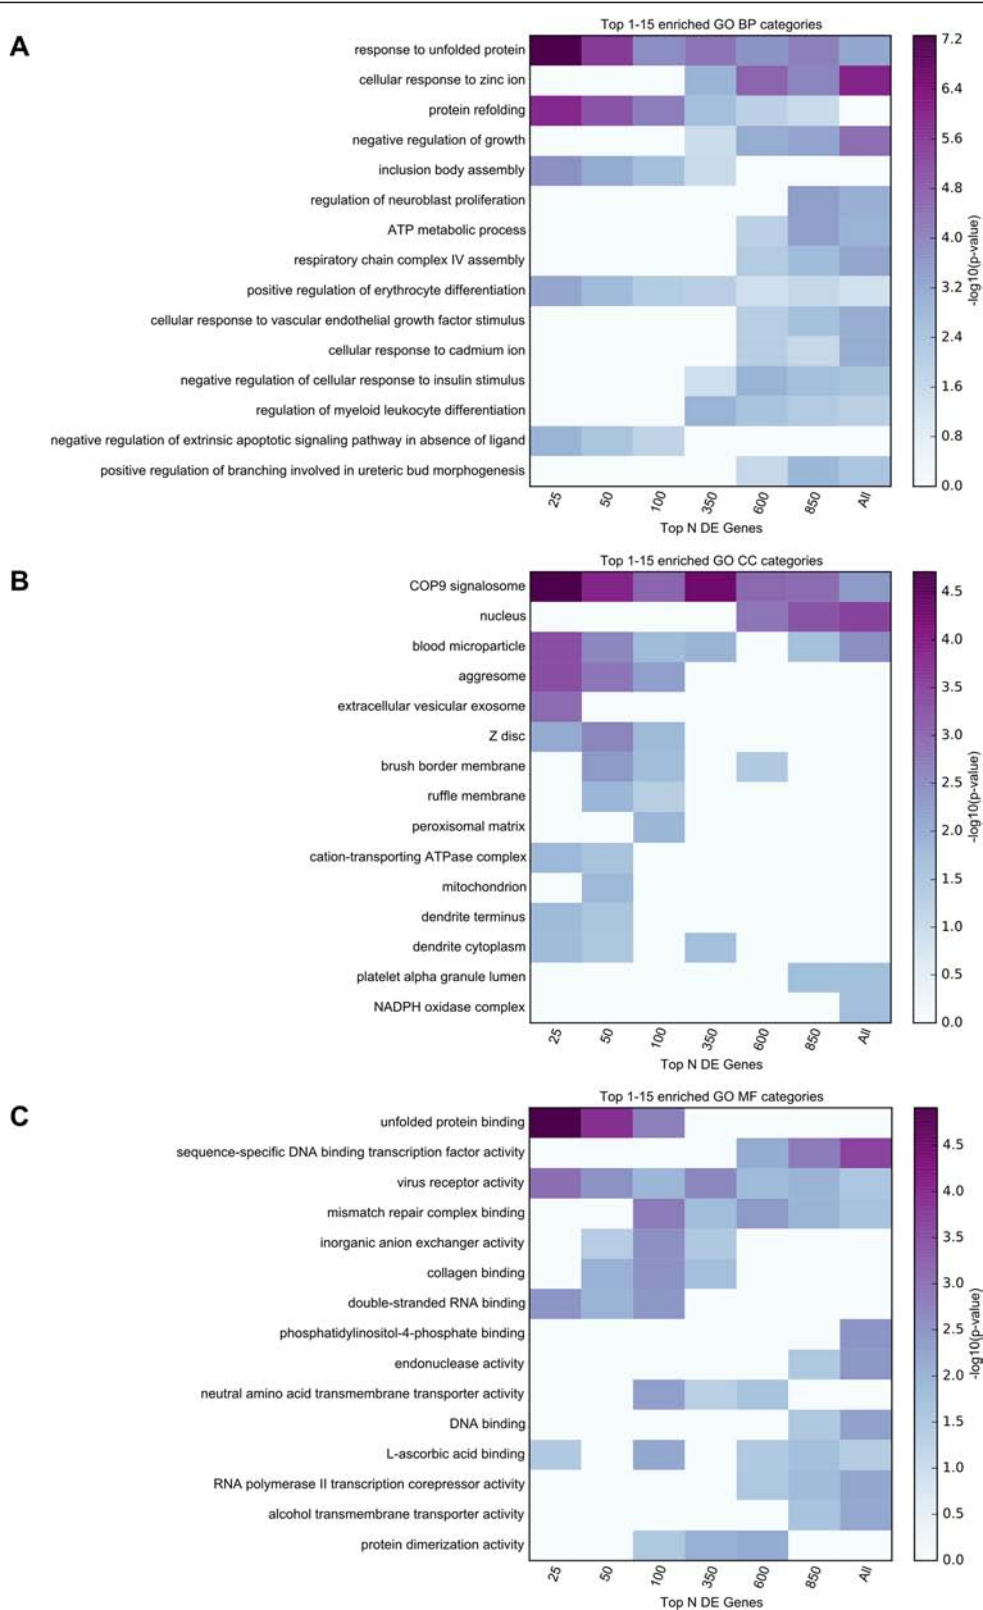 A
Top 1-15 enriched GO BP categories
response to unfolded protein
cellular response to zinc ion
protein refolding
negative regulation of growth
inclusion body assembly
regulation of neuroblast proliferation
ATP metabolic process
respiratory chain complex IV assembly
positive regulation of erythrocyte differentiation
cellular response to vascular endothelial growth factor stimulus
cellular response to cadmium ion
negative regulation of cellular response to insulin stimulus
regulation of myeloid leukocyte differentiation
negative regulation of extrinsic apoptotic signaling pathway in absence of ligand
positive regulation of branching involved in ureteric bud morphogenesis
25 50 100 350 600 850 All
Top N DE Genes
7.2
6.4
5.6
4.8
4.0
3.2
2.4
1.6
0.8
0.0
-log10(p-value)
B
Top 1-15 enriched GO CC categories
COP9 signalosome
nucleus
blood microparticle
aggresome
extracellular vesicular exosome
Z disc
brush border membrane
ruffle membrane
peroxisomal matrix
cation-transporting ATPase complex
mitochondrion
dendrite terminus
dendrite cytoplasm
platelet alpha granule lumen
NADPH oxidase complex
25 50 100 350 600 850 All
Top N DE Genes
4.5
4.0
3.5
3.0
2.5
2.0
1.5
1.0
0.5
0.0
-log10(p-value)
C
Top 1-15 enriched GO MF categories
unfolded protein binding
sequence-specific DNA binding transcription factor activity
virus receptor activity
mismatch repair complex binding
inorganic anion exchanger activity
collagen binding
double-stranded RNA binding
phosphatidylinositol-4-phosphate binding
endonuclease activity
neutral amino acid transmembrane transporter activity
DNA binding
L-ascorbic acid binding
RNA polymerase II transcription corepressor activity
alcohol transmembrane transporter activity
protein dimerization activity
25 50 100 350 600 850 All
Top N DE Genes
4.5
4.0
3.5
3.0
2.5
2.0
1.5
1.0
0.5
0.0
-log10(p-value)